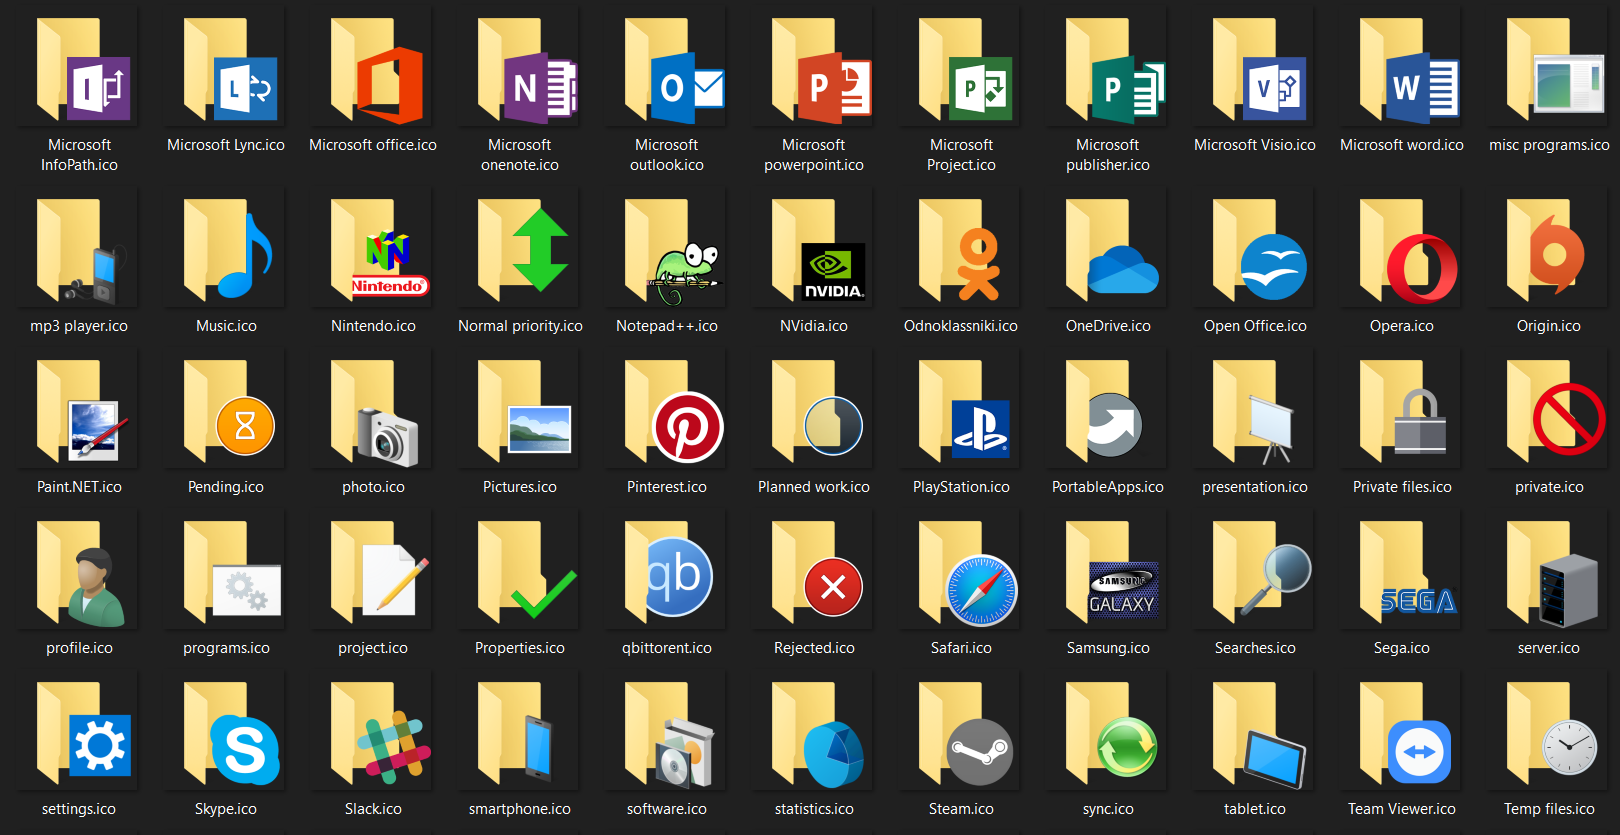 I
L
N
O
P
P
P
V
W
Microsoft InfoPath.ico
Microsoft Lync.ico
Microsoft office.ico
Microsoft onenote.ico
Microsoft outlook.ico
Microsoft powerpoint.ico
Microsoft Project.ico
Microsoft publisher.ico
Microsoft Visio.ico
Microsoft word.ico
misc programs.ico
Nintendo
NVIDIA.
mp3 player.ico
Music.ico
Nintendo.ico
Normal priority.ico
Notepad++.ico
NVidia.ico
Odnoklassniki.ico
OneDrive.ico
Open Office.ico
Opera.ico
Origin.ico
Paint.NET.ico
Pending.ico
photo.ico
Pictures.ico
Pinterest.ico
Planned work.ico
PlayStation.ico
PortableApps.ico
presentation.ico
Private files.ico
private.ico
qb
SAMSUNG
GALAXY
SEGA
profile.ico
programs.ico
project.ico
Properties.ico
qbittorent.ico
Rejected.ico
Safari.ico
Samsung.ico
Searches.ico
Sega.ico
server.ico
S
settings.ico
Skype.ico
Slack.ico
smartphone.ico
software.ico
statistics.ico
Steam.ico
sync.ico
tablet.ico
Team Viewer.ico
Temp files.ico